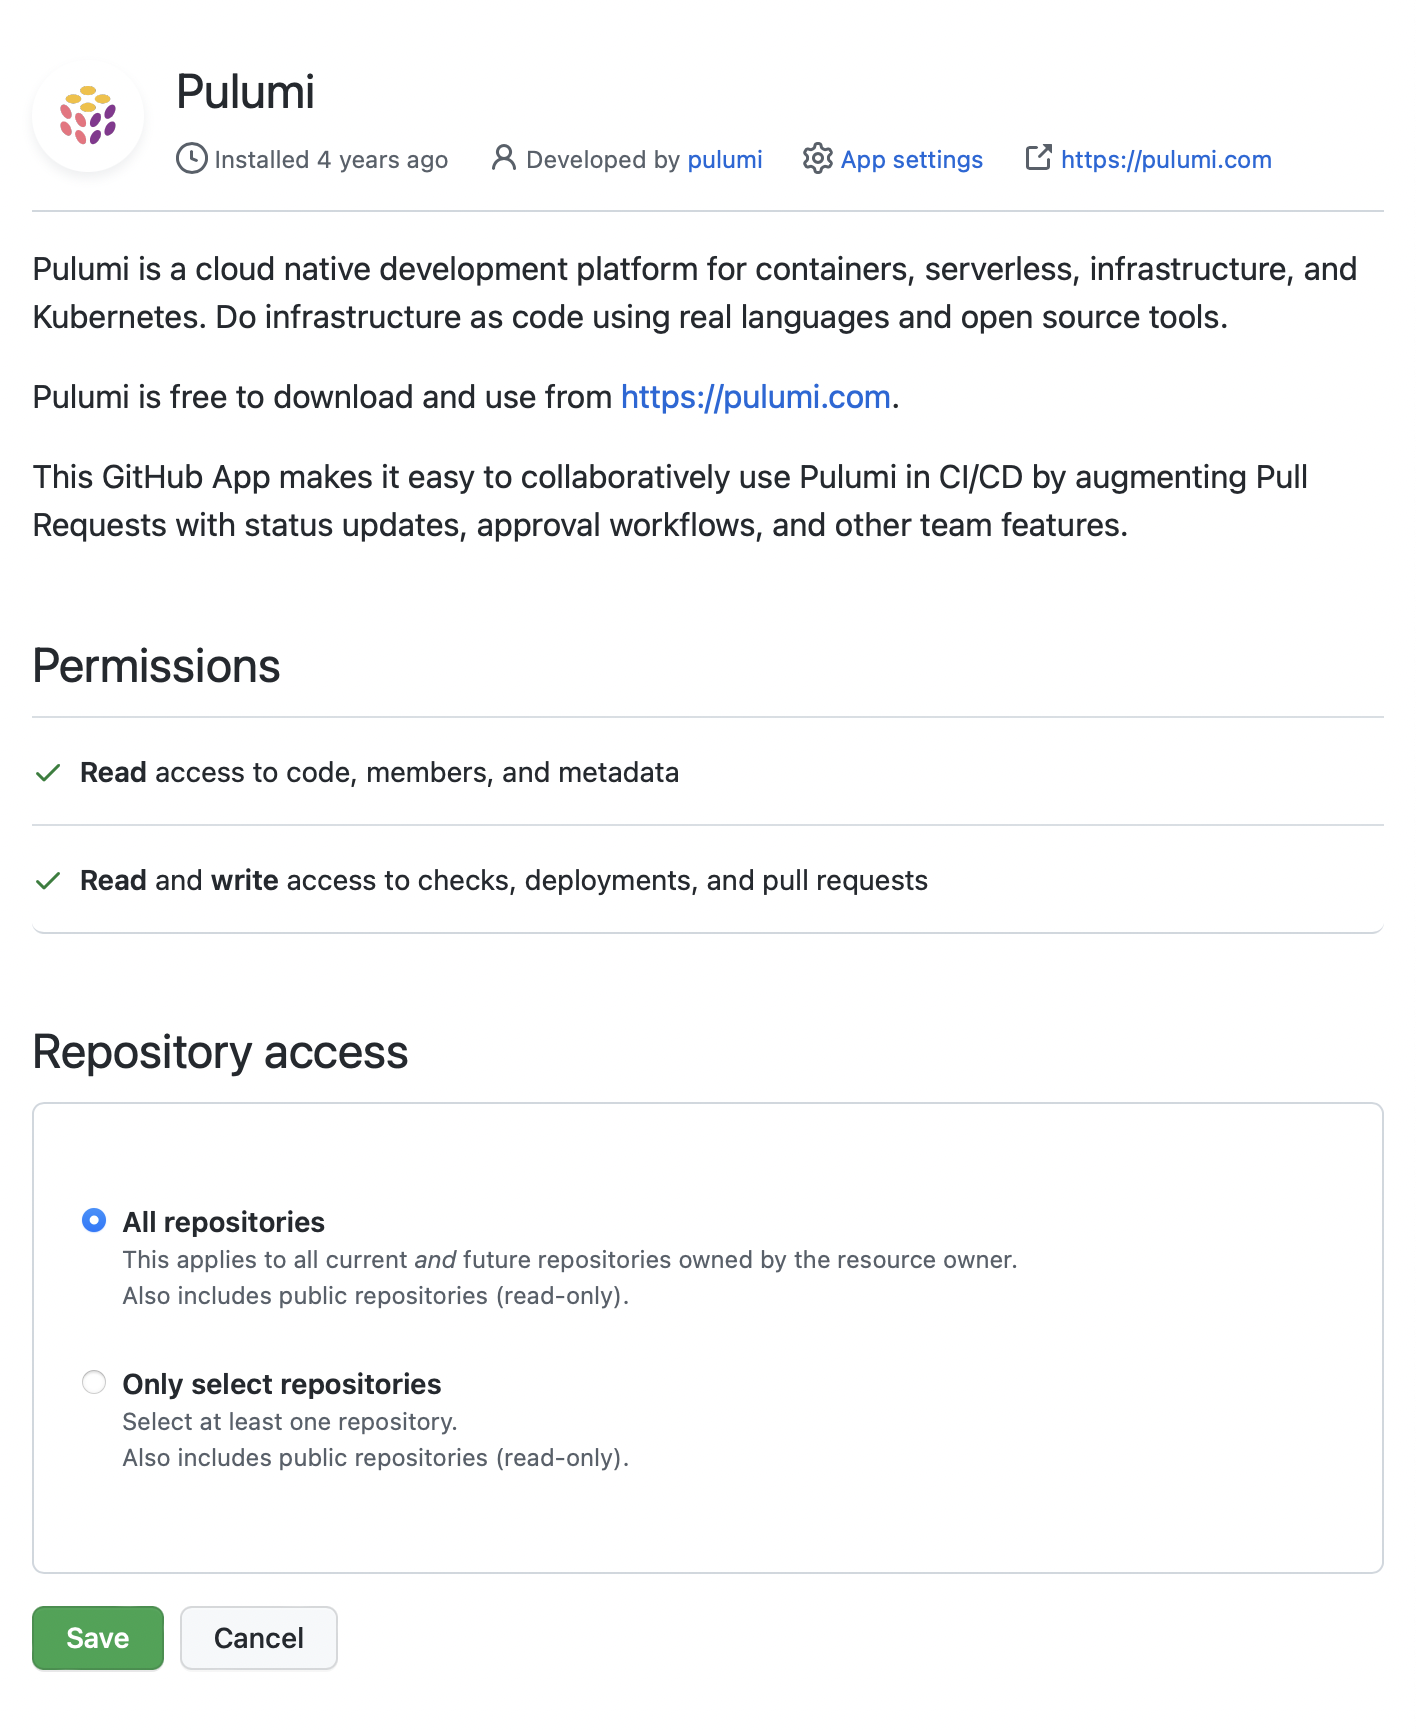 Pulumi
Installed 4 years ago Developed by pulumi App settings https://pulumi.com
Pulumi is a cloud native development platform for containers, serverless, infrastructure, and
Kubernetes. Do infrastructure as code using real languages and open source tools.
Pulumi is free to download and use from https://pulumi.com.
This GitHub App makes it easy to collaboratively use Pulumi in CI/CD by augmenting Pull
Requests with status updates, approval workflows, and other team features.
Permissions
Read access to code, members, and metadata
Read and write access to checks, deployments, and pull requests
Repository access
All repositories
This applies to all current and future repositories owned by the resource owner.
Also includes public repositories (read-only).
Only select repositories
Select at least one repository.
Also includes public repositories (read-only).
Save Cancel